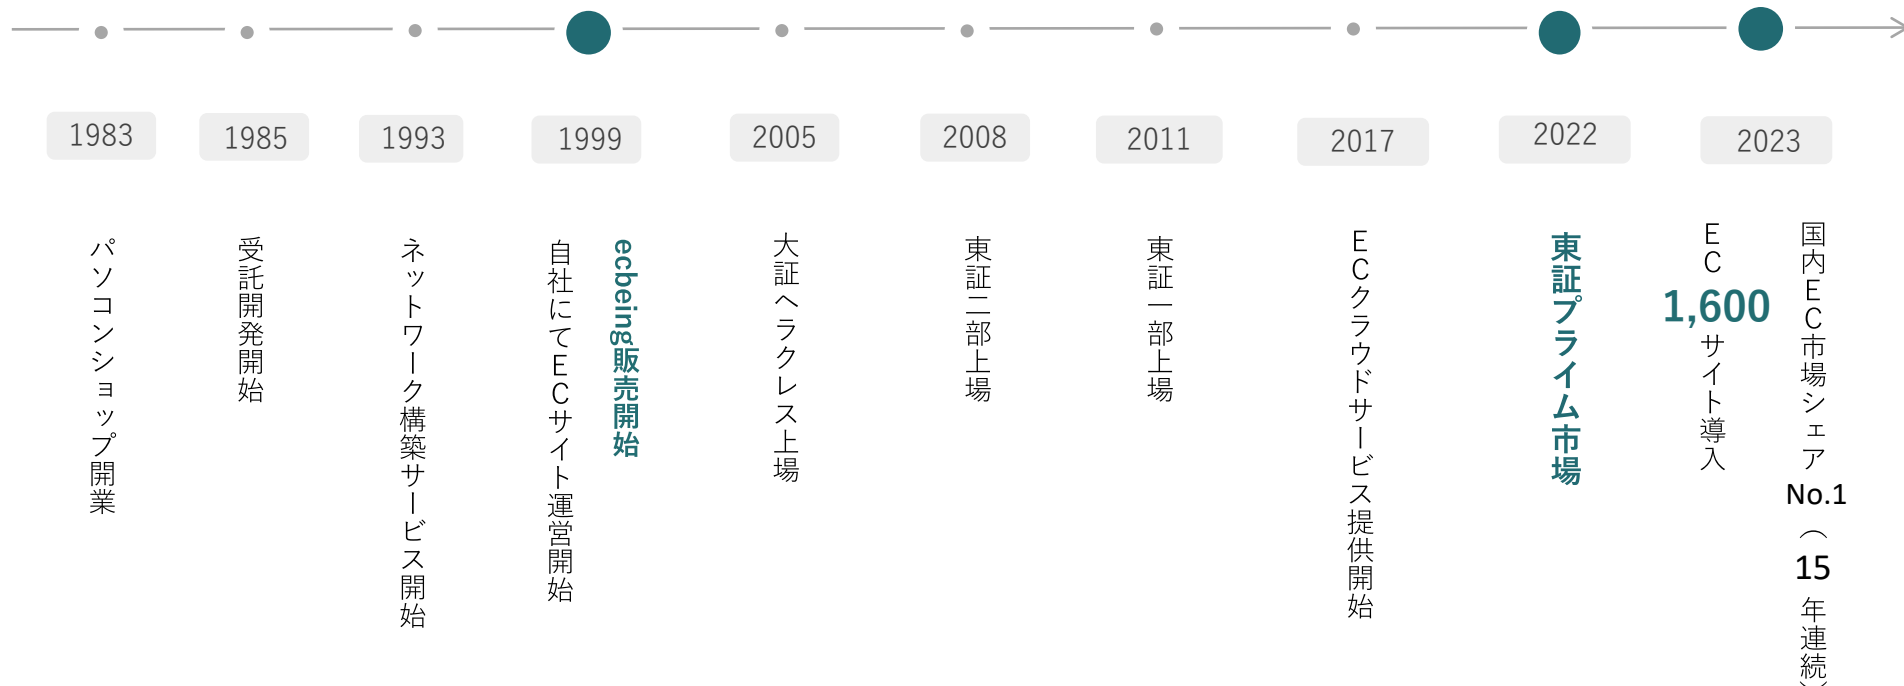 1983
1985
1993
1999
2005
2008
2011
2017
2022
2023
パソコンショップ開業
受託開発開始
ネットワーク構築サービス開始
ecbeing販売開始
自社にてECサイト運営開始
大証ヘラクレス上場
東証二部上場
東証一部上場
ECクラウドサービス提供開始
東証プライム市場
国内EC市場シェアNo.1（15年連続）
EC1,600サイト導入